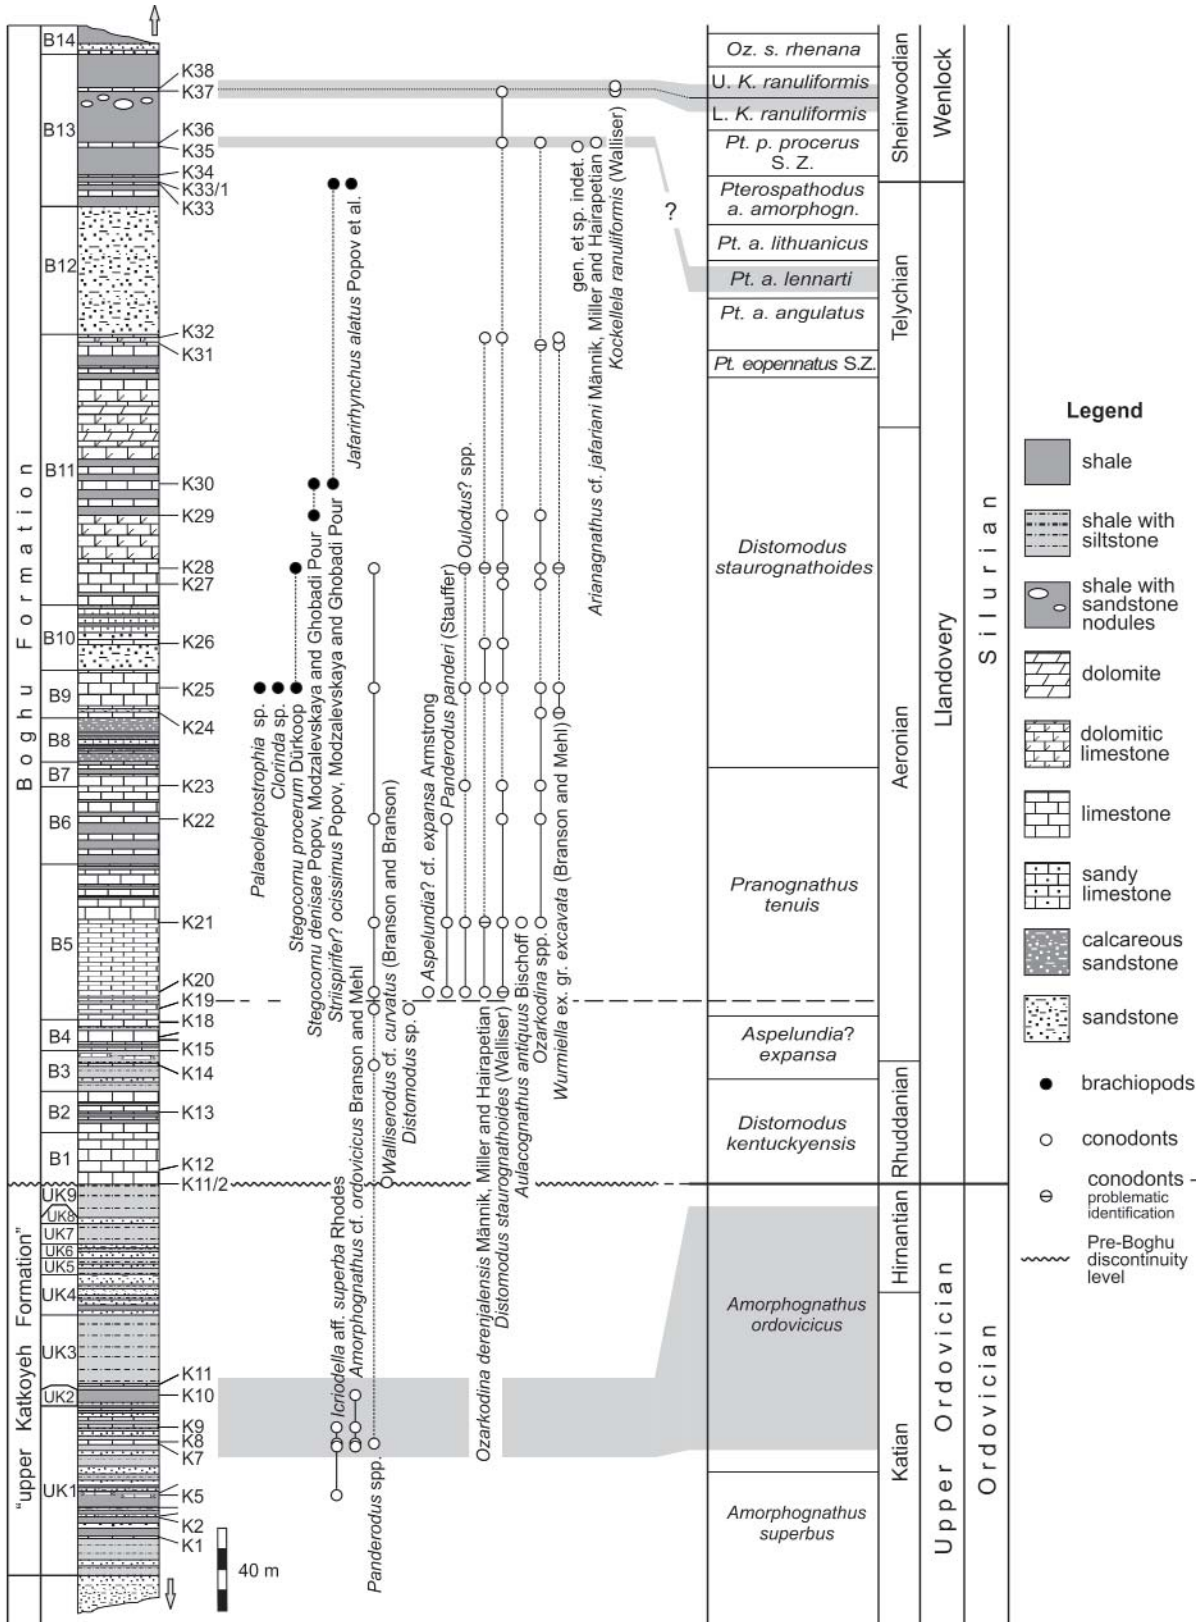 Boghu Formation
"upper Katkoyeh Formation"
B14
B13
B12
B11
B10
B9
B8
B7
B6
B5
B4
B3
B2
B1
UK9
UK8
UK7
UK6
UK5
UK4
UK3
UK2
UK1
K38
K37
K36
K35
K34
K33/1
K33
K32
K31
K30
K29
K28
K27
K26
K25
K24
K23
K22
K21
K20
K19
K18
K15
K14
K13
K12
K11/2
K11
K10
K9
K8
K7
K5
K2
K1
40 m
Palaeoleptostrophia sp.
Clorinda sp.
Stegocornu procerum Dürkoop
Stegocornu denisae Popov, Modzalevskaya and Ghobadi Pour
Striispirifer? ocissimus Popov, Modzalevskaya and Ghobadi Pour
Jafarirhynchus alatus Popov et al.
Icriodella aff. superba Rhodes
Amorphognathus cf. ordovicicus Branson and Mehl
Panderodus spp.
Walliserodus cf. curvatus (Branson and Branson)
Distomodus sp.
Aspelundia? cf. expansa Armstrong
Panderodus panderi (Stauffer)
Oulodus? spp.
Ozarkodina derenjalensis Männik, Miller and Hairapetian
Distomodus staurognathoides (Walliser)
Aulacognathus antiquus Bischoff
Ozarkodina spp.
Wurmiella ex. gr. excavata (Branson and Mehl)
gen. et sp. indet.
Arianagnathus cf. jafariani Männik, Miller and Hairapetian
Kockellela ranuliformis (Walliser)
?
Oz. s. rhenana
U. K. ranuliformis
L. K. ranuliformis
Pt. p. procerus
S. Z.
Pterospathodus
a. amorphogn.
Pt. a. lithuanicus
Pt. a. lennarti
Pt. a. angulatus
Pt. eopennatus S.Z.
Distomodus
staurognathoides
Pranognathus
tenuis
Aspelundia?
expansa
Distomodus
kentuckyensis
Amorphognathus
ordovicicus
Amorphognathus
superbus
Sheinwoodian
Telychian
Aeronian
Rhuddanian
Hirnantian
Katian
Wenlock
Llandovery
Upper Ordovician
Silurian
Ordovician
Legend
shale
shale with
siltstone
shale with
sandstone
nodules
dolomite
dolomitic
limestone
limestone
sandy
limestone
calcareous
sandstone
sandstone
brachiopods
conodonts
conodonts -
problematic
identification
Pre-Boghu
discontinuity
level